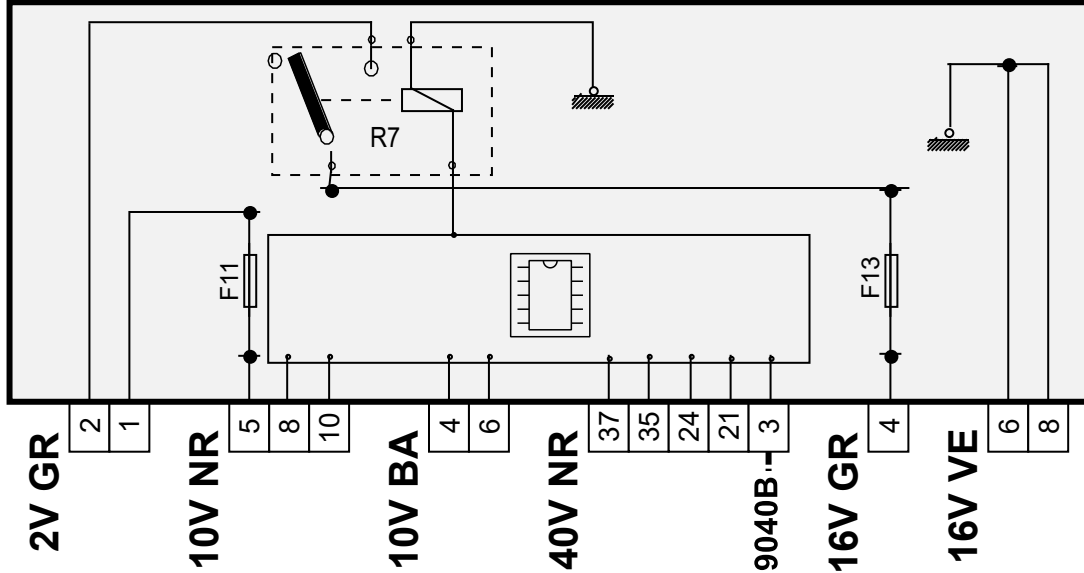 R7
F11
F13
2 1
5 8 10
4 6
37 35 24 21 3
4
6 8
2V GR
10V NR
10V BA
40V NR
9040B
16V GR
16V VE